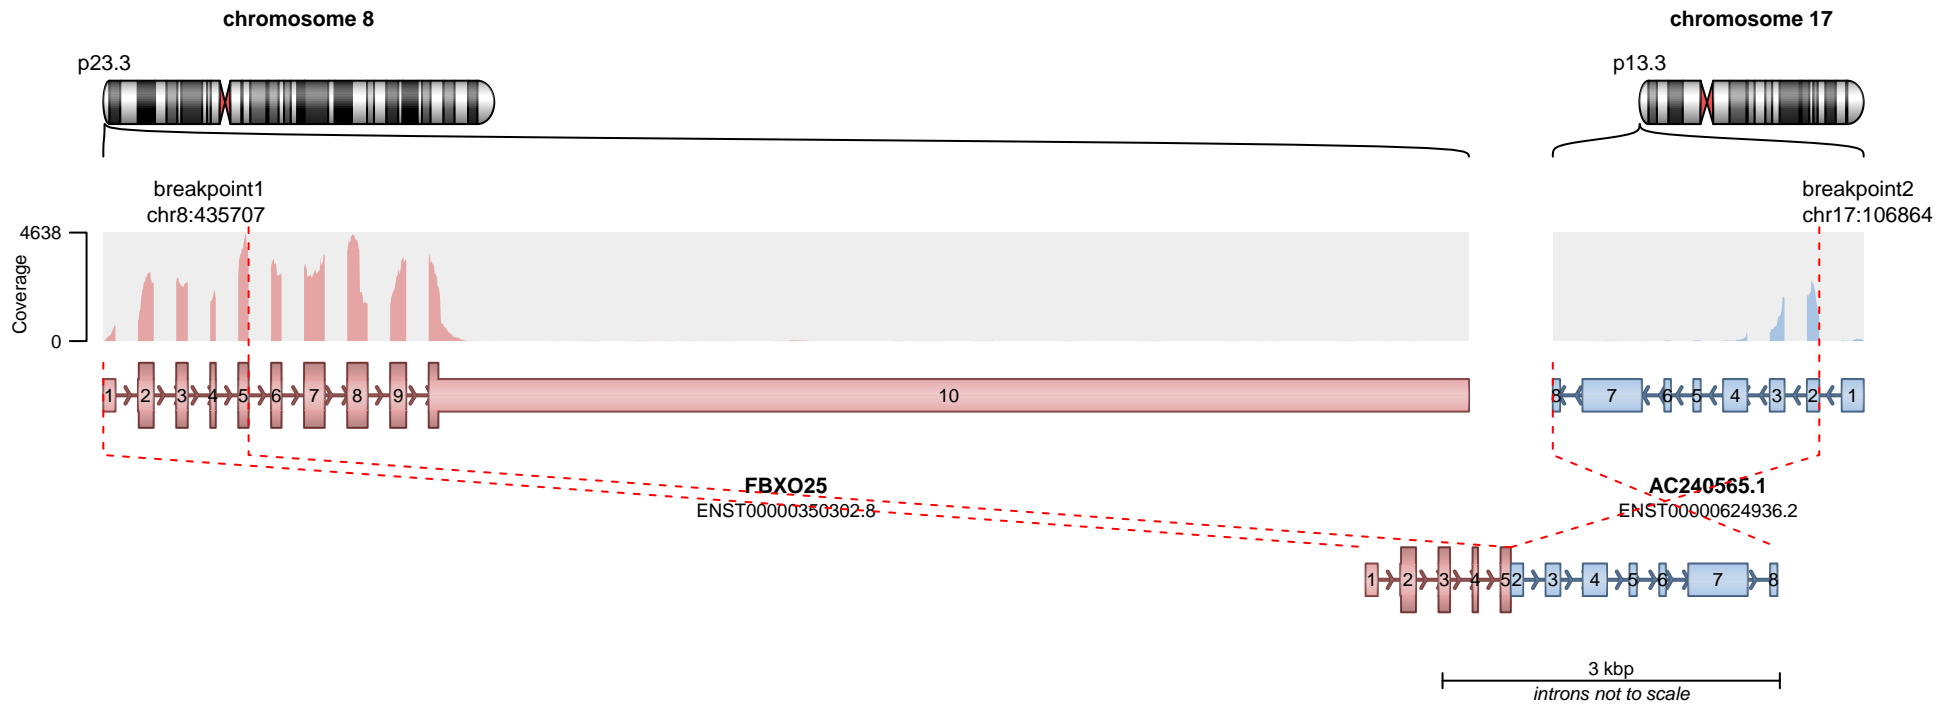 chromosome 8
chromosome 17
p23.3
p13.3
breakpoint1
chr8:435707
breakpoint2
chr17:106864
4638
Coverage
0
1 2 3 4 5 6 7 8 9 10
8 7 6 5 4 3 2 1
FBXO25
ENST00000350302.8
AC240565.1
ENST00000624936.2
1 2 3 4 5 2 3 4 5 6 7 8
3 kbp
introns not to scale